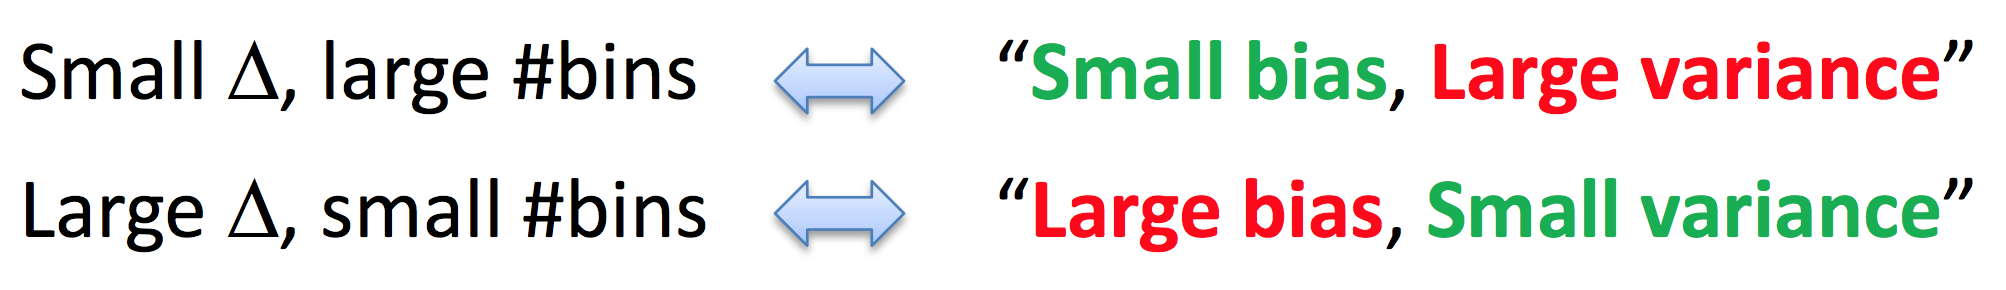 Small Δ, large #bins “Small bias, Large variance”
Large Δ, small #bins “Large bias, Small variance”